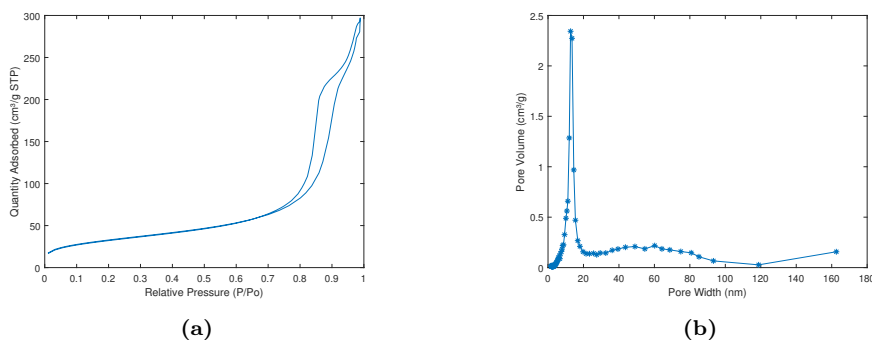 300
250
200
150
100
50
0
Quantity Adsorbed (cm³/g STP)
0 0.1 0.2 0.3 0.4 0.5 0.6 0.7 0.8 0.9 1
Relative Pressure (P/Po)
(a)
2.5
2
1.5
1
0.5
0
Pore Volume (cm³/g)
0 20 40 60 80 100 120 140 160 180
Pore Width (nm)
(b)